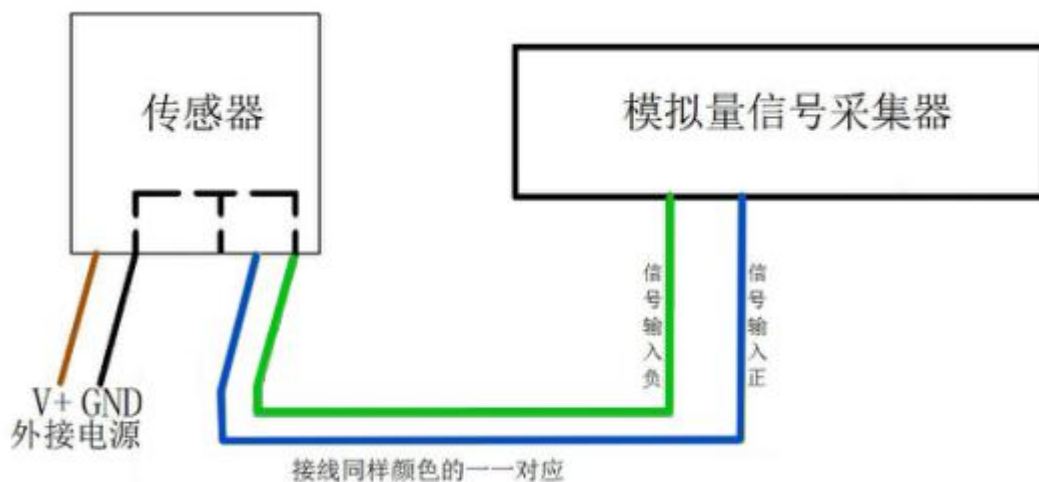 传感器
模拟量信号采集器
信号输入负
信号输入正
V+ GND
外接电源
接线同样颜色的一一对应